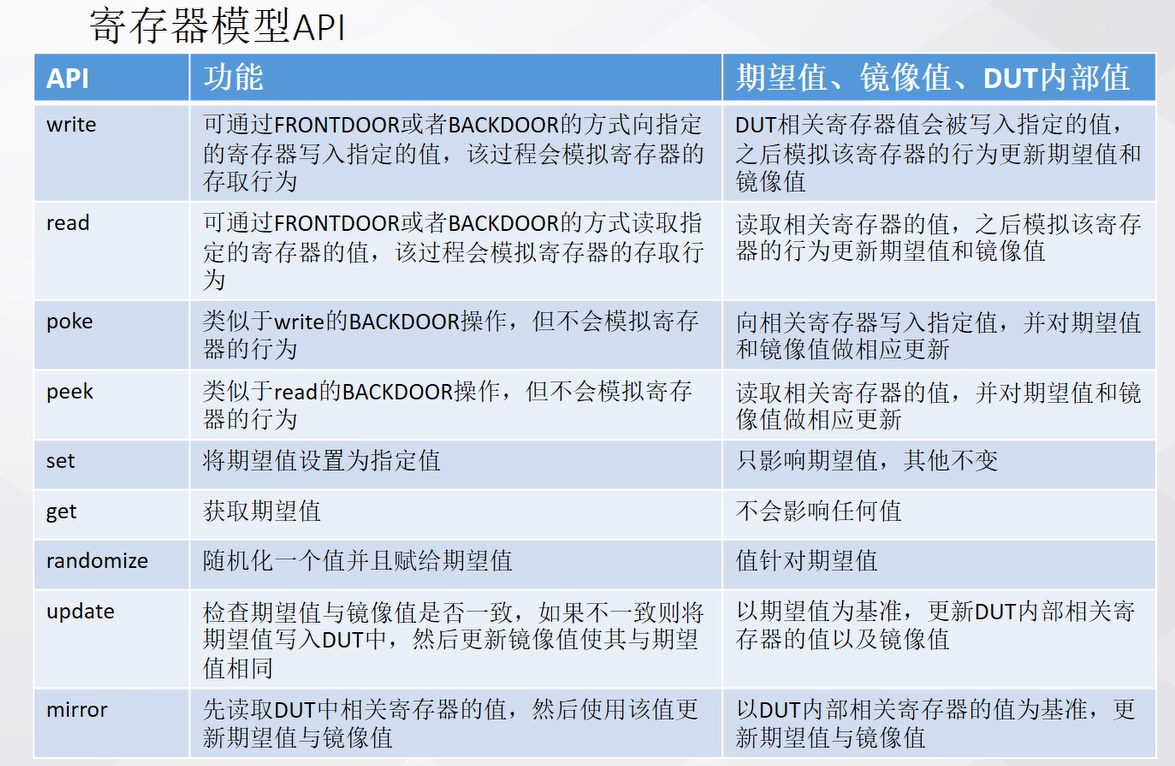 寄存器模型API
API
功能
期望值、镜像值、DUT内部值
write
可通过FRONTDOOR或者BACKDOOR的方式向指定
的寄存器写入指定的值，该过程会模拟寄存器的
存取行为
DUT相关寄存器值会被写入指定的值，
之后模拟该寄存器的行为更新期望值和
镜像值
read
可通过FRONTDOOR或者BACKDOOR的方式读取指
定的寄存器的值，该过程会模拟寄存器的存取行
为
读取相关寄存器的值，之后模拟该寄存
器的行为更新期望值和镜像值
poke
类似于write的BACKDOOR操作，但不会模拟寄存
器的行为
向相关寄存器写入指定值，并对期望值
和镜像值做相应更新
peek
类似于read的BACKDOOR操作，但不会模拟寄存
器的行为
读取相关寄存器的值，并对期望值和镜
像值做相应更新
set
将期望值设置为指定值
只影响期望值，其他不变
get
获取期望值
不会影响任何值
randomize
随机化一个值并且赋给期望值
值针对期望值
update
检查期望值与镜像值是否一致，如果不一致则将
期望值写入DUT中，然后更新镜像值使其与期望
值相同
以期望值为基准，更新DUT内部相关寄
存器的值以及镜像值
mirror
先读取DUT中相关寄存器的值，然后使用该值更
新期望值与镜像值
以DUT内部相关寄存器的值为基准，更
新期望值与镜像值